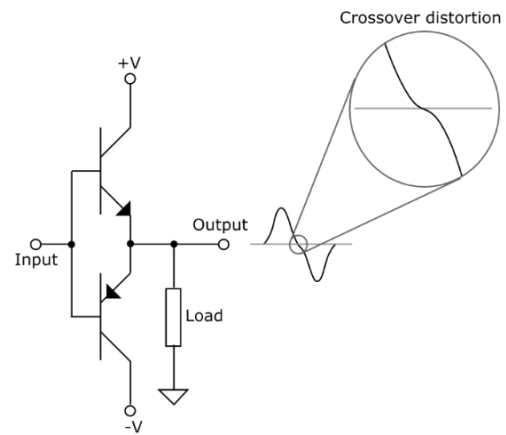 Crossover distortion
+V
Output
Input
Load
-V